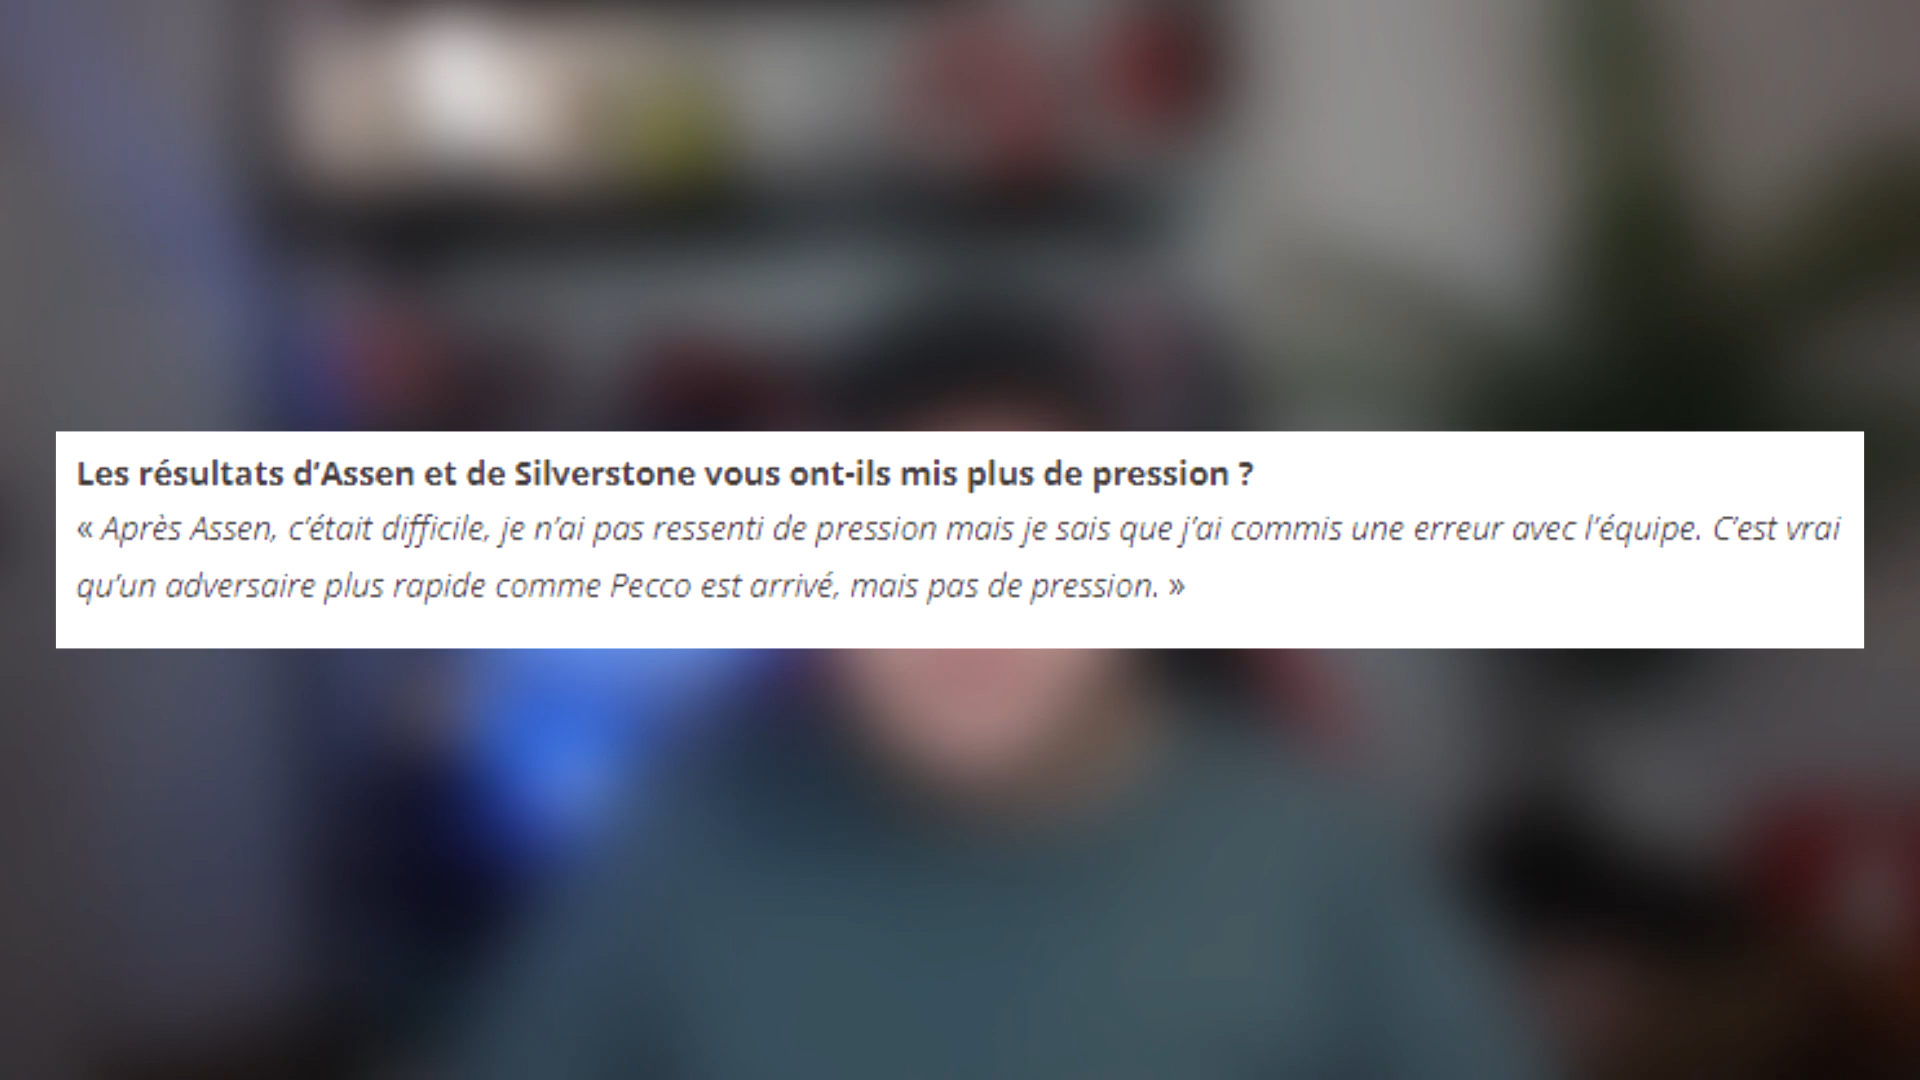 Les résultats d’Assen et de Silverstone vous ont-ils mis plus de pression ?
« Après Assen, c’était difficile, je n’ai pas ressenti de pression mais je sais que j’ai commis une erreur avec l’équipe. C’est vrai
qu’un adversaire plus rapide comme Pecco est arrivé, mais pas de pression. »